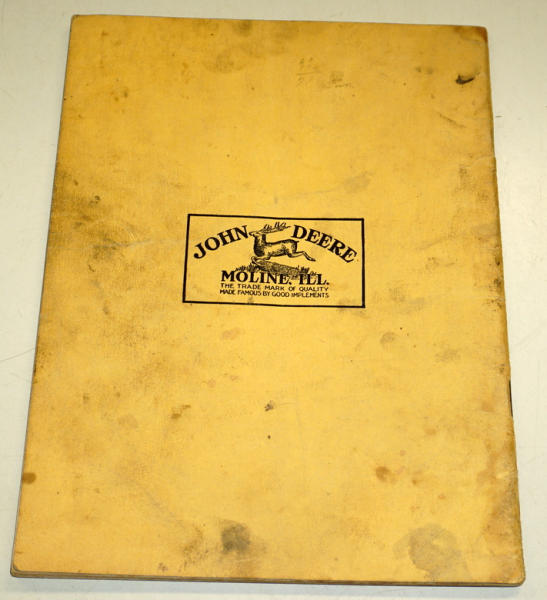 JOHN DEERE
MOLINE, ILL.
THE TRADE MARK OF QUALITY
MADE FAMOUS BY GOOD IMPLEMENTS